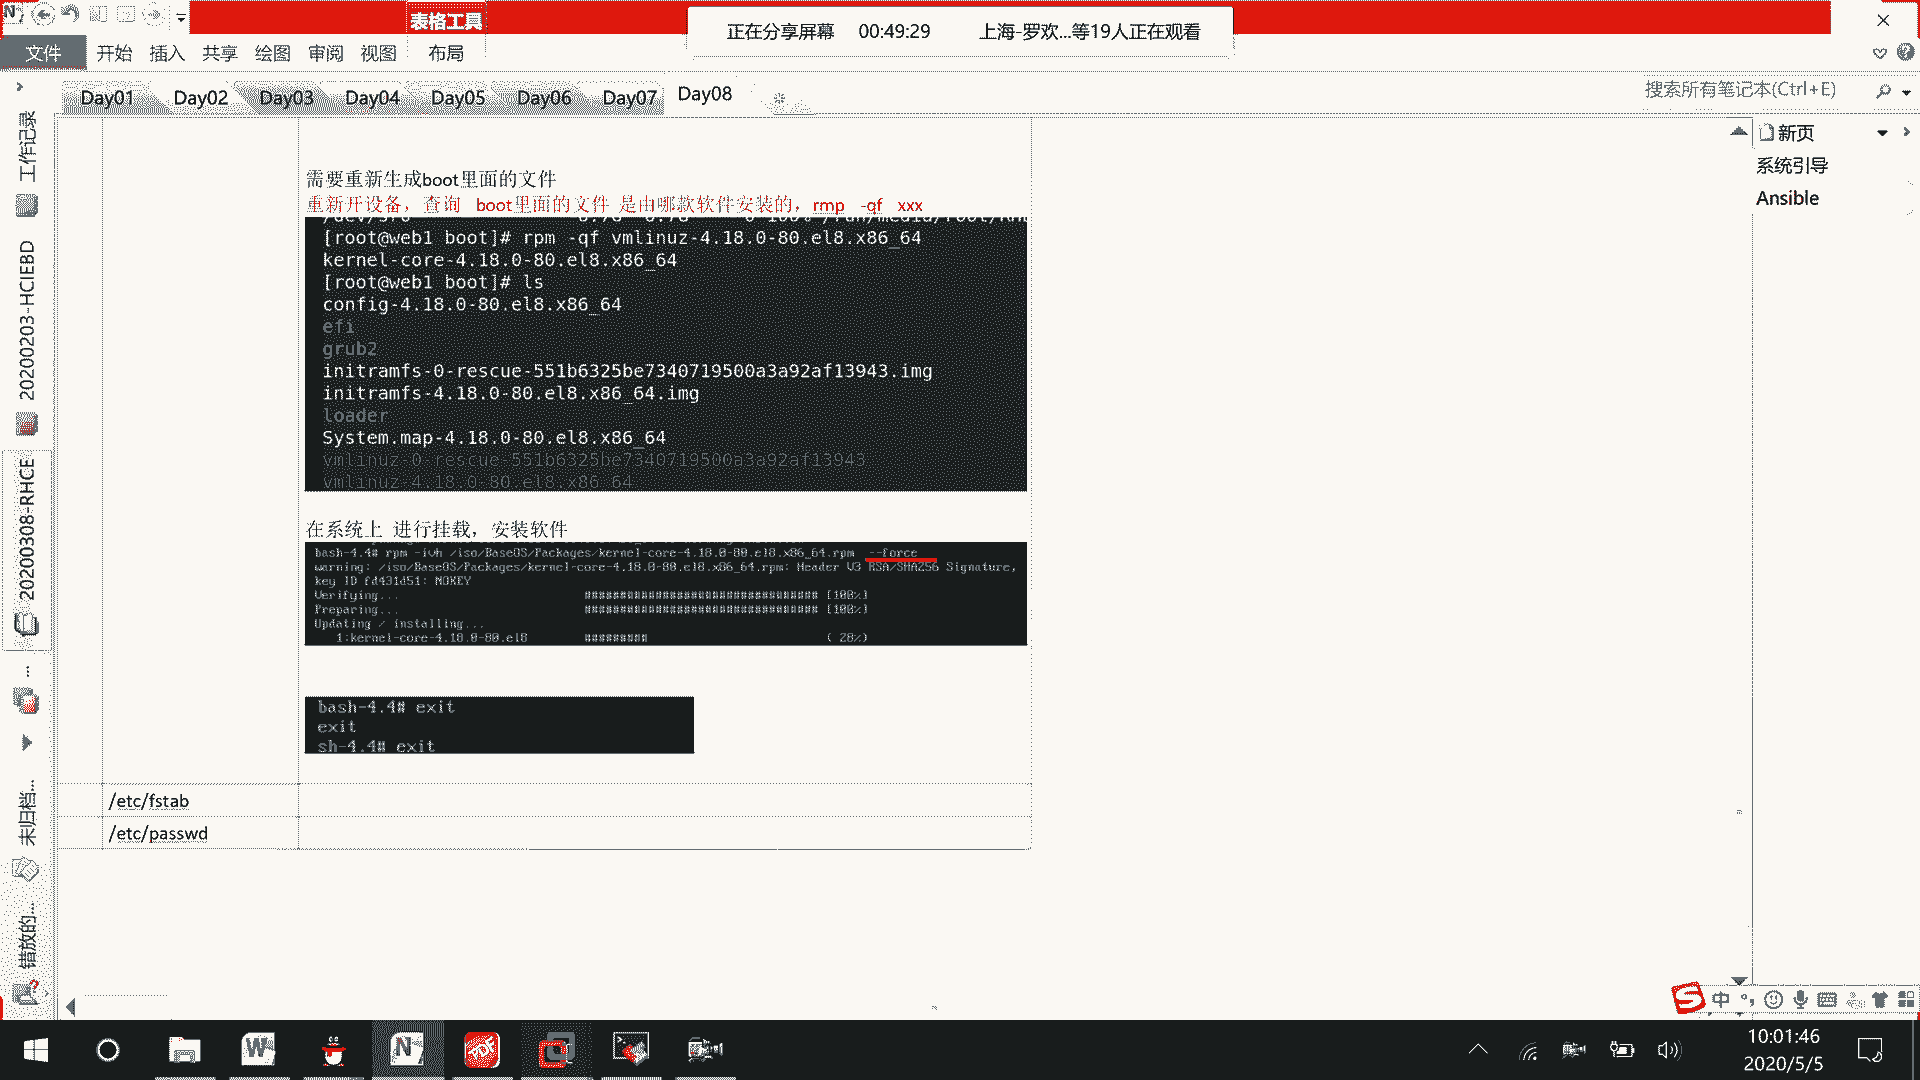 表格工具
正在分享屏幕 00:49:29 上海-罗欢...等19人正在观看
文件 开始 插入 共享 绘图 审阅 视图 布局
Day01 Day02 Day03 Day04 Day05 Day06 Day07 Day08
搜索所有笔记本(Ctrl+E)
新页
系统引导
Ansible
工作记录
20200203-HCIEBD
20200308-RHCE
...
未归档...
错放的...
需要重新生成boot里面的文件
重新开设备，查询 boot里面的文件 是由哪款软件安装的，rmp -qf xxx
[root@web1 boot]# rpm -qf vmlinuz-4.18.0-80.el8.x86_64
kernel-core-4.18.0-80.el8.x86_64
[root@web1 boot]# ls
config-4.18.0-80.el8.x86_64
efi
grub2
initramfs-0-rescue-551b6325be7340719500a3a92af13943.img
initramfs-4.18.0-80.el8.x86_64.img
loader
System.map-4.18.0-80.el8.x86_64
vmlinuz-0-rescue-551b6325be7340719500a3a92af13943
vmlinuz-4.18.0-80.el8.x86_64
在系统上 进行挂载，安装软件
bash-4.4# rpm -ivh /iso/BaseOS/Packages/kernel-core-4.18.0-80.el8.x86_64.rpm --force
warning: /iso/BaseOS/Packages/kernel-core-4.18.0-80.el8.x86_64.rpm: Header V3 RSA/SHA256 Signature,
key ID fd431d51: NOKEY
Verifying... ################################# [100%]
Preparing... ################################# [100%]
Updating / installing...
1:kernel-core-4.18.0-80.el8 ######### ( 28%)
bash-4.4# exit
exit
sh-4.4# exit
/etc/fstab
/etc/passwd
中
10:01:46
2020/5/5